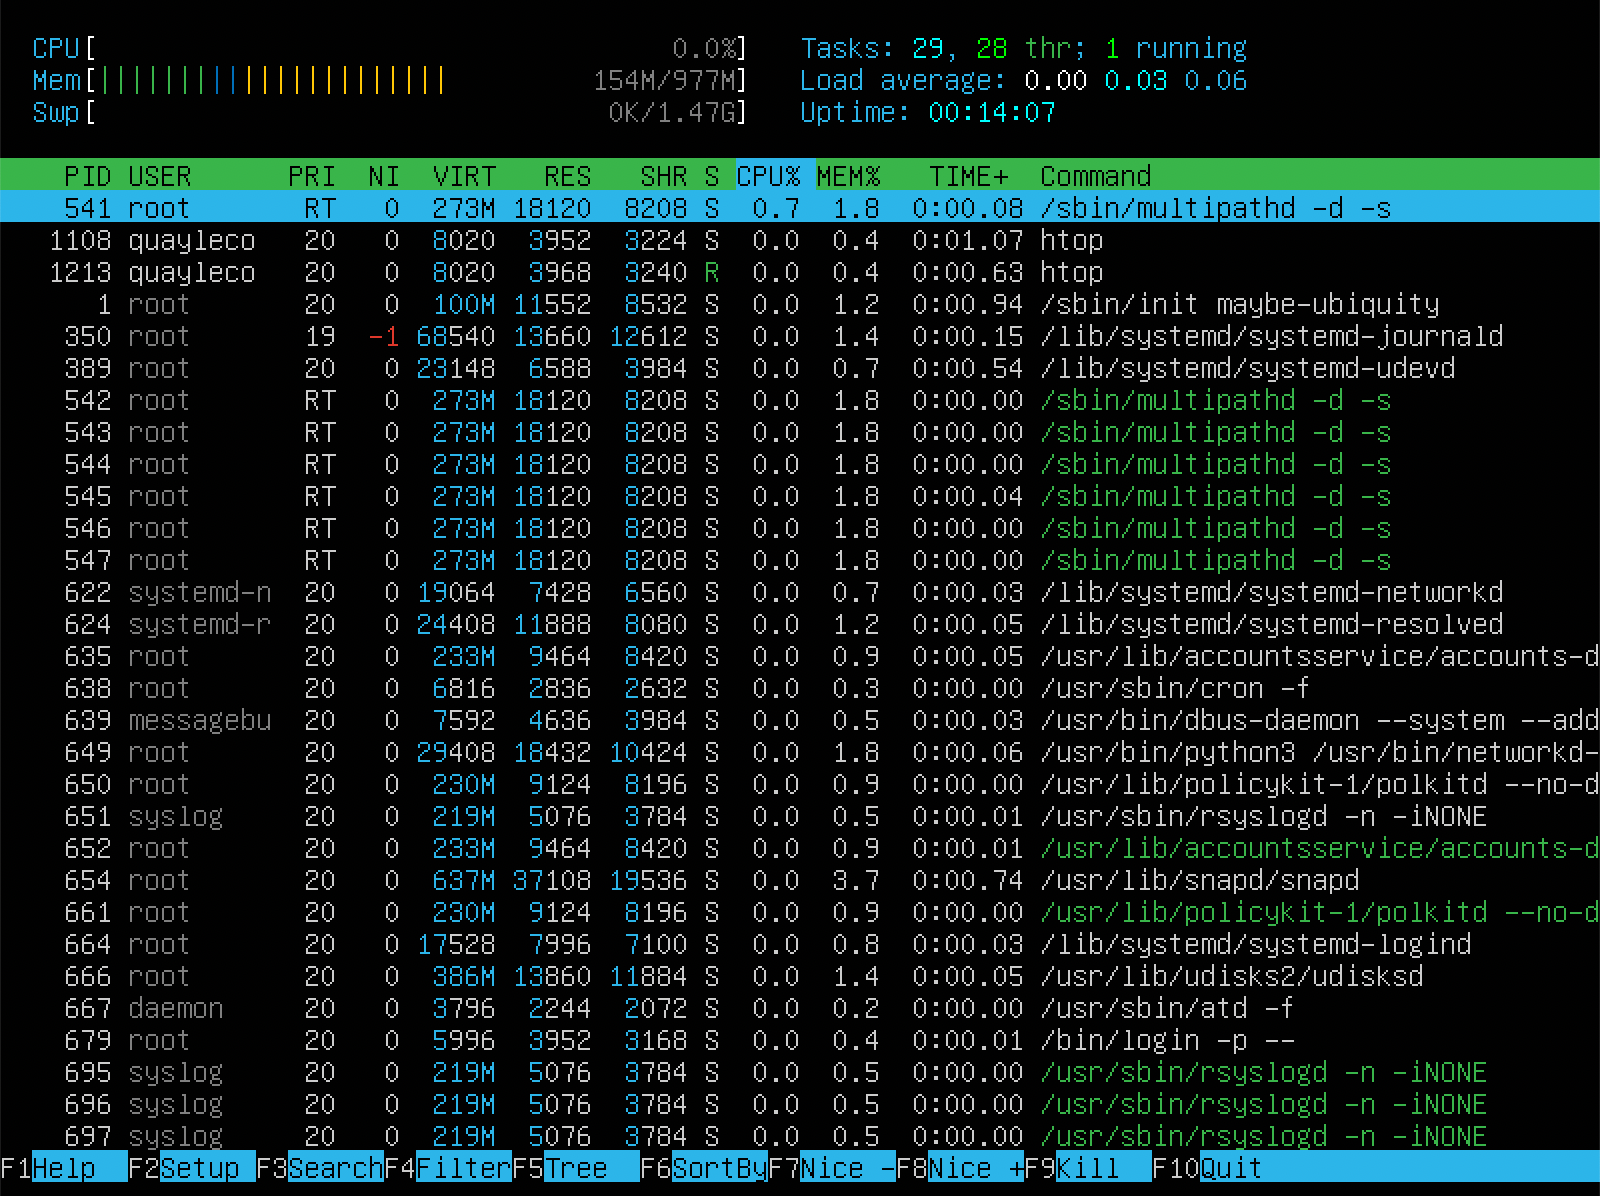 CPU[ 0.0%] Tasks: 29, 28 thr; 1 running
Mem[||||||||||||||||||||||154M/977M] Load average: 0.00 0.03 0.06
Swp[ 0K/1.47G] Uptime: 00:14:07
PID USER PRI NI VIRT RES SHR S CPU% MEM% TIME+ Command
541 root RT 0 273M 18120 8208 S 0.7 1.8 0:00.08 /sbin/multipathd -d -s
1108 quayleco 20 0 8020 3952 3224 S 0.0 0.4 0:01.07 htop
1213 quayleco 20 0 8020 3968 3240 R 0.0 0.4 0:00.63 htop
1 root 20 0 100M 11552 8532 S 0.0 1.2 0:00.94 /sbin/init maybe-ubiquity
350 root 19 -1 68540 13660 12612 S 0.0 1.4 0:00.15 /lib/systemd/systemd-journald
389 root 20 0 23148 6588 3984 S 0.0 0.7 0:00.54 /lib/systemd/systemd-udevd
542 root RT 0 273M 18120 8208 S 0.0 1.8 0:00.00 /sbin/multipathd -d -s
543 root RT 0 273M 18120 8208 S 0.0 1.8 0:00.00 /sbin/multipathd -d -s
544 root RT 0 273M 18120 8208 S 0.0 1.8 0:00.00 /sbin/multipathd -d -s
545 root RT 0 273M 18120 8208 S 0.0 1.8 0:00.04 /sbin/multipathd -d -s
546 root RT 0 273M 18120 8208 S 0.0 1.8 0:00.00 /sbin/multipathd -d -s
547 root RT 0 273M 18120 8208 S 0.0 1.8 0:00.00 /sbin/multipathd -d -s
622 systemd-n 20 0 19064 7428 6560 S 0.0 0.7 0:00.03 /lib/systemd/systemd-networkd
624 systemd-r 20 0 24408 11888 8080 S 0.0 1.2 0:00.05 /lib/systemd/systemd-resolved
635 root 20 0 233M 9464 8420 S 0.0 0.9 0:00.05 /usr/lib/accountsservice/accounts-d
638 root 20 0 6816 2836 2632 S 0.0 0.3 0:00.00 /usr/sbin/cron -f
639 messagebu 20 0 7592 4636 3984 S 0.0 0.5 0:00.03 /usr/bin/dbus-daemon --system --add
649 root 20 0 29408 18432 10424 S 0.0 1.8 0:00.06 /usr/bin/python3 /usr/bin/networkd-
650 root 20 0 230M 9124 8196 S 0.0 0.9 0:00.00 /usr/lib/policykit-1/polkitd --no-d
651 syslog 20 0 219M 5076 3784 S 0.0 0.5 0:00.01 /usr/sbin/rsyslogd -n -iNONE
652 root 20 0 233M 9464 8420 S 0.0 0.9 0:00.01 /usr/lib/accountsservice/accounts-d
654 root 20 0 637M 37108 19536 S 0.0 3.7 0:00.74 /usr/lib/snapd/snapd
661 root 20 0 230M 9124 8196 S 0.0 0.9 0:00.00 /usr/lib/policykit-1/polkitd --no-d
664 root 20 0 17528 7996 7100 S 0.0 0.8 0:00.03 /lib/systemd/systemd-logind
666 root 20 0 386M 13860 11884 S 0.0 1.4 0:00.05 /usr/lib/udisks2/udisksd
667 daemon 20 0 3796 2244 2072 S 0.0 0.2 0:00.00 /usr/sbin/atd -f
679 root 20 0 5996 3952 3168 S 0.0 0.4 0:00.01 /bin/login -p --
695 syslog 20 0 219M 5076 3784 S 0.0 0.5 0:00.00 /usr/sbin/rsyslogd -n -iNONE
696 syslog 20 0 219M 5076 3784 S 0.0 0.5 0:00.00 /usr/sbin/rsyslogd -n -iNONE
697 syslog 20 0 219M 5076 3784 S 0.0 0.5 0:00.00 /usr/sbin/rsyslogd -n -iNONE
F1Help F2Setup F3SearchF4FilterF5Tree F6SortByF7Nice -F8Nice +F9Kill F10Quit